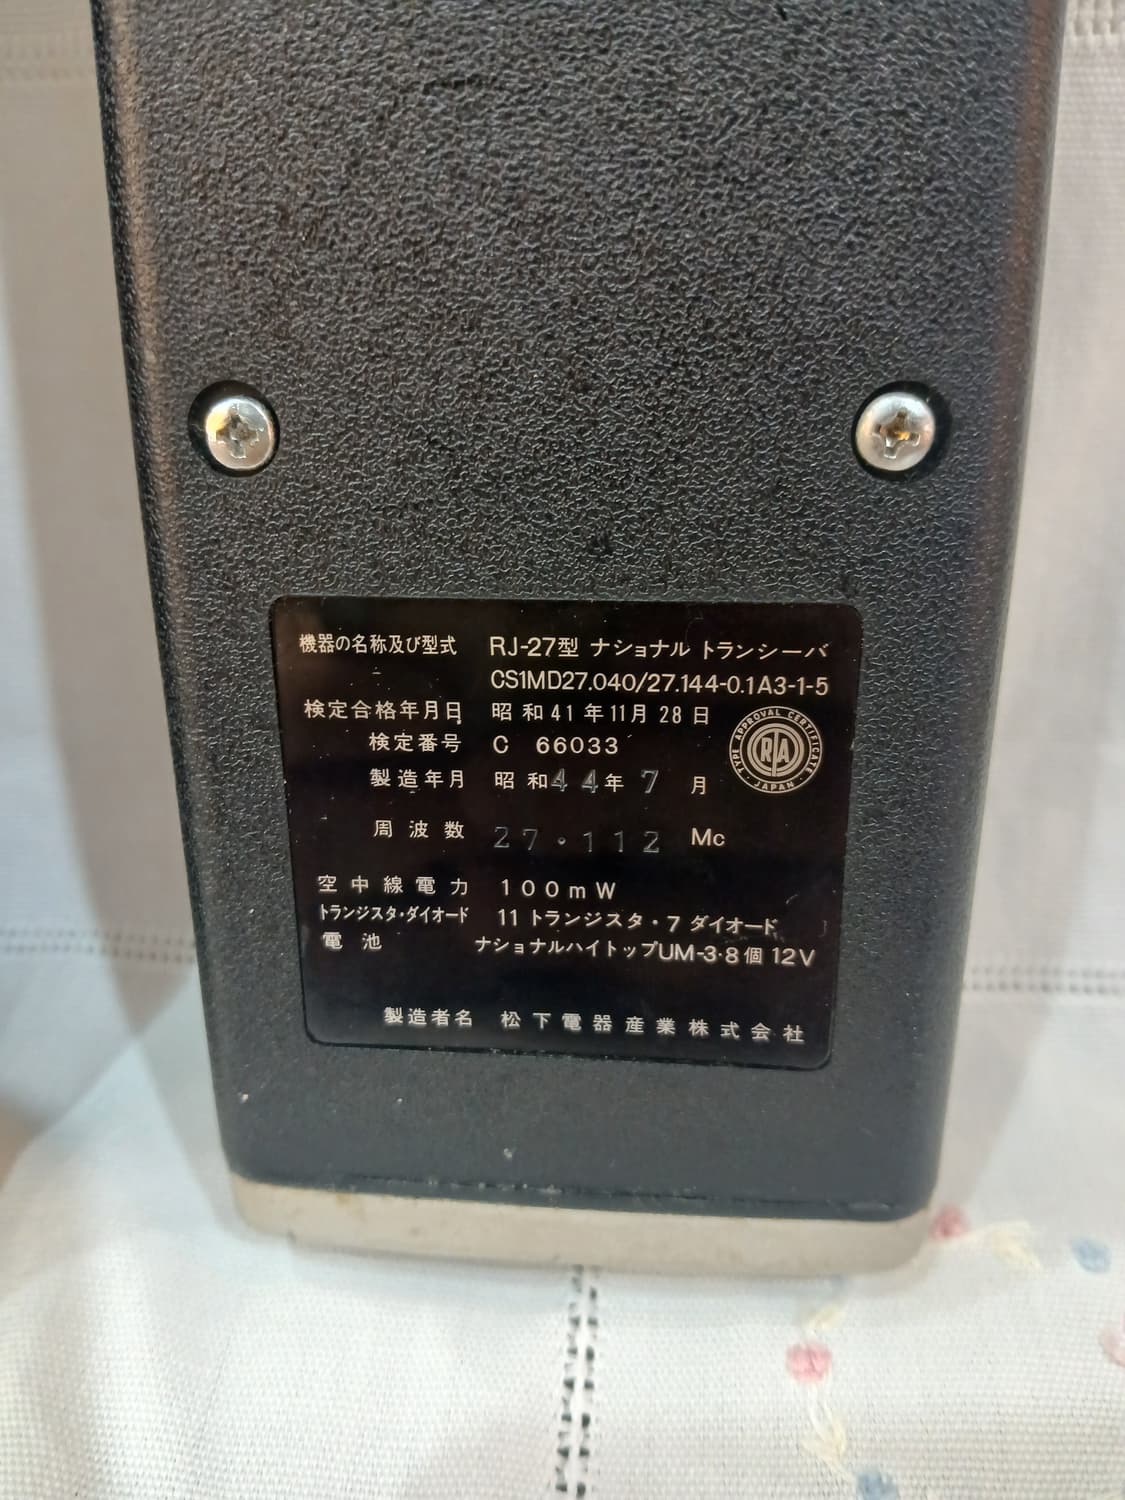 機器の名称及び型式 RJ-27型 ナショナル トランシーバ
CS1MD27.040/27.144-0.1A3-1-5
検定合格年月日 昭和41年11月28日
検定番号 C 66033
製造年月 昭和44年7月
周波数 27.112 Mc
空中線電力 100mW
トランジスタ・ダイオード 11トランジスタ・7ダイオード
電池 ナショナルハイトップUM-3・8個 12V
製造者名 松下電器産業株式会社
TYPE APPROVAL CERTIFICATE
RTA
JAPAN